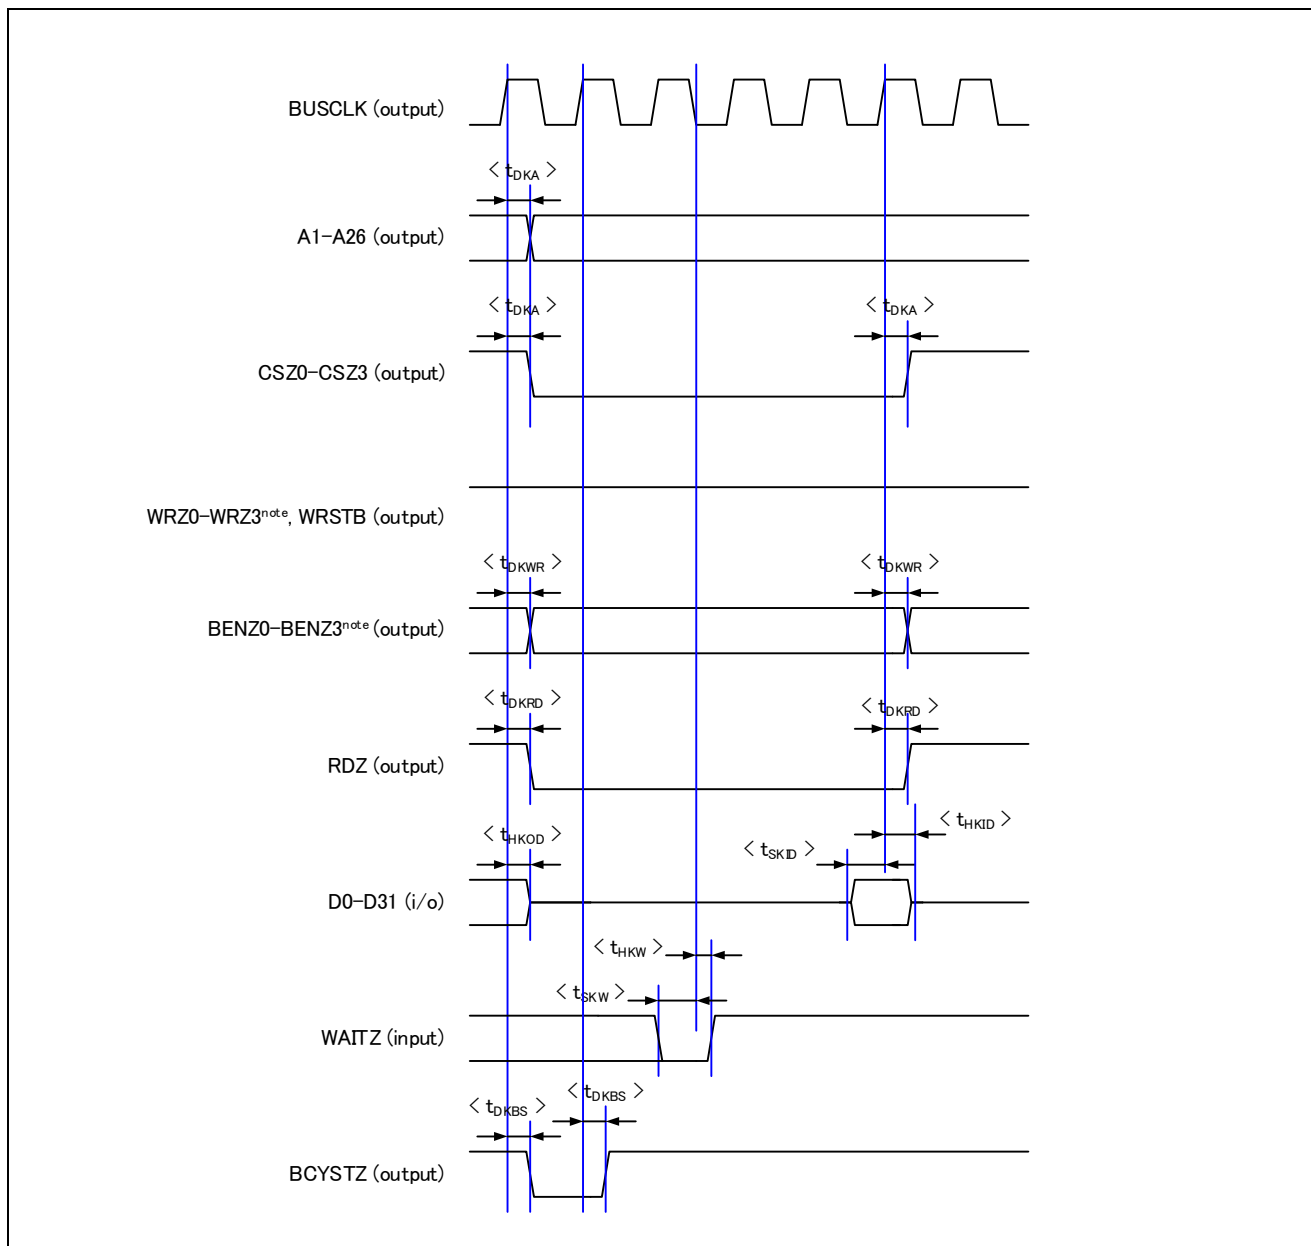 BUSCLK (output)
< tDKA >
A1-A26 (output)
< tDKA > < tDKA >
CSZ0-CSZ3 (output)
WRZ0-WRZ3note, WRSTB (output)
< tDKWR > < tDKWR >
BENZ0-BENZ3note (output)
< tDKRD > < tDKRD >
RDZ (output)
< tHKID >
< tHKOD > < tSKID >
D0-D31 (i/o)
< tHKW >
< tSKW >
WAITZ (input)
< tDKBS >
< tDKBS >
BCYSTZ (output)